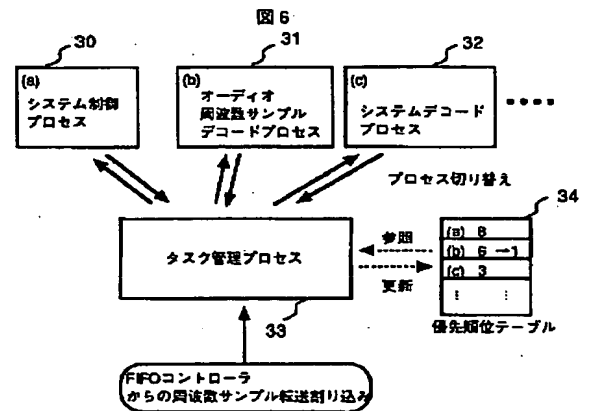 図6
30
31
32
(a)
システム制御
プロセス
(b)
オーディオ
周波数サンプル
デコードプロセス
(c)
システムデコード
プロセス
プロセス切り替え
34
タスク管理プロセス
参照
更新
(a) 8
(b) 6 →1
(c) 3
優先順位テーブル
33
FIFOコントローラ
からの周波数サンプル転送割り込み